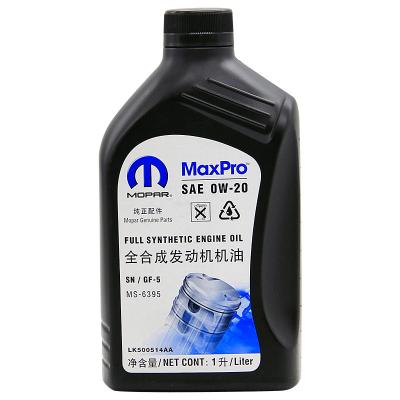 MaxPro™
SAE 0W-20
MOPAR®
纯正配件
Mopar Genuine Parts
FULL SYNTHETIC ENGINE OIL
全合成发动机机油
SN / GF-5
MS-6395
LK500514AA
净含量/NET CONT: 1升/Liter